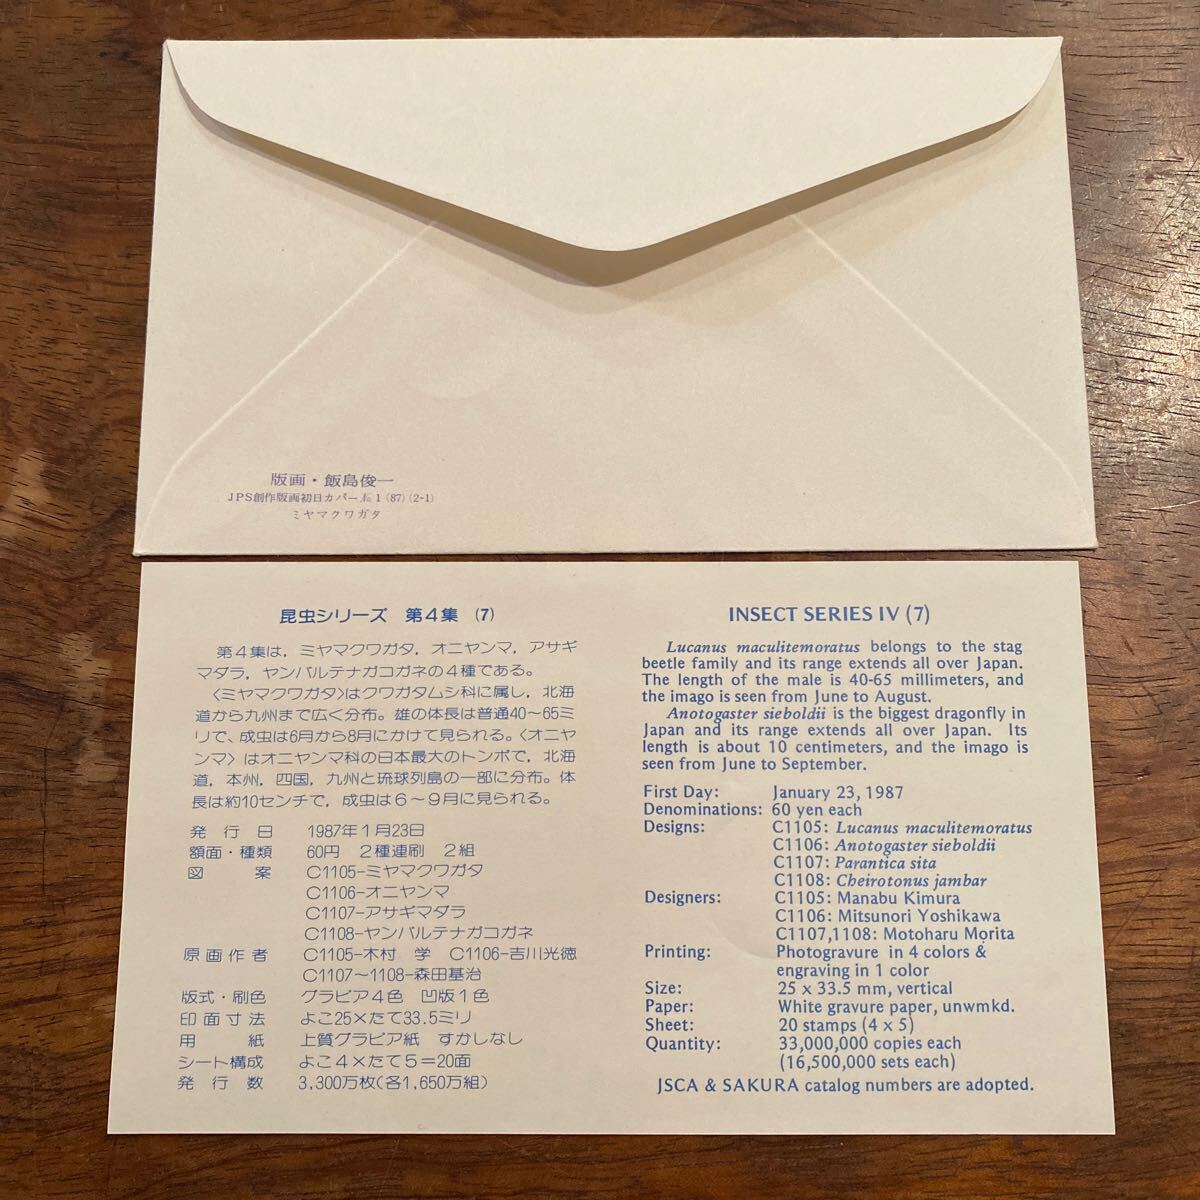 版画・飯島俊一
JPS創作版画初日カバー№1 (87) (2-1)
ミヤマクワガタ
昆虫シリーズ 第4集 (7)
第4集は,ミヤマクワガタ,オニヤンマ,アサギ
マダラ,ヤンバルテナガコガネの4種である。
〈ミヤマクワガタ〉はクワガタムシ科に属し,北海
道から九州まで広く分布。雄の体長は普通40~65ミ
リで、成虫は6月から8月にかけて見られる。〈オニヤ
ンマ〉はオニヤンマ科の日本最大のトンボで,北海
道,本州,四国,九州と琉球列島の一部に分布。体
長は約10センチで,成虫は6~9月に見られる。
発行日 1987年1月23日
額面・種類 60円 2種連刷 2組
図案 C1105-ミヤマクワガタ
C1106-オニヤンマ
C1107-アサギマダラ
C1108-ヤンバルテナガコガネ
原画作者 C1105-木村 学 C1106-吉川光徳
C1107~1108-森田基治
版式・刷色 グラビア4色 凹版1色
印面寸法 よこ25×たて33.5ミリ
用紙 上質グラビア紙 すかしなし
シート構成 よこ4×たて5=20面
発行数 3,300万枚(各1,650万組)
INSECT SERIES IV (7)
Lucanus maculitemoratus belongs to the stag
beetle family and its range extends all over Japan.
The length of the male is 40-65 millimeters, and
the imago is seen from June to August.
Anotogaster sieboldii is the biggest dragonfly in
Japan and its range extends all over Japan. Its
length is about 10 centimeters, and the imago is
seen from June to September.
First Day: January 23, 1987
Denominations: 60 yen each
Designs: C1105: Lucanus maculitemoratus
C1106: Anotogaster sieboldii
C1107: Parantica sita
C1108: Cheirotonus jambar
Designers: C1105: Manabu Kimura
C1106: Mitsunori Yoshikawa
C1107,1108: Motoharu Morita
Printing: Photogravure in 4 colors &
engraving in 1 color
Size: 25 x 33.5 mm, vertical
Paper: White gravure paper, unwmkd.
Sheet: 20 stamps (4 x 5)
Quantity: 33,000,000 copies each
(16,500,000 sets each)
JSCA & SAKURA catalog numbers are adopted.